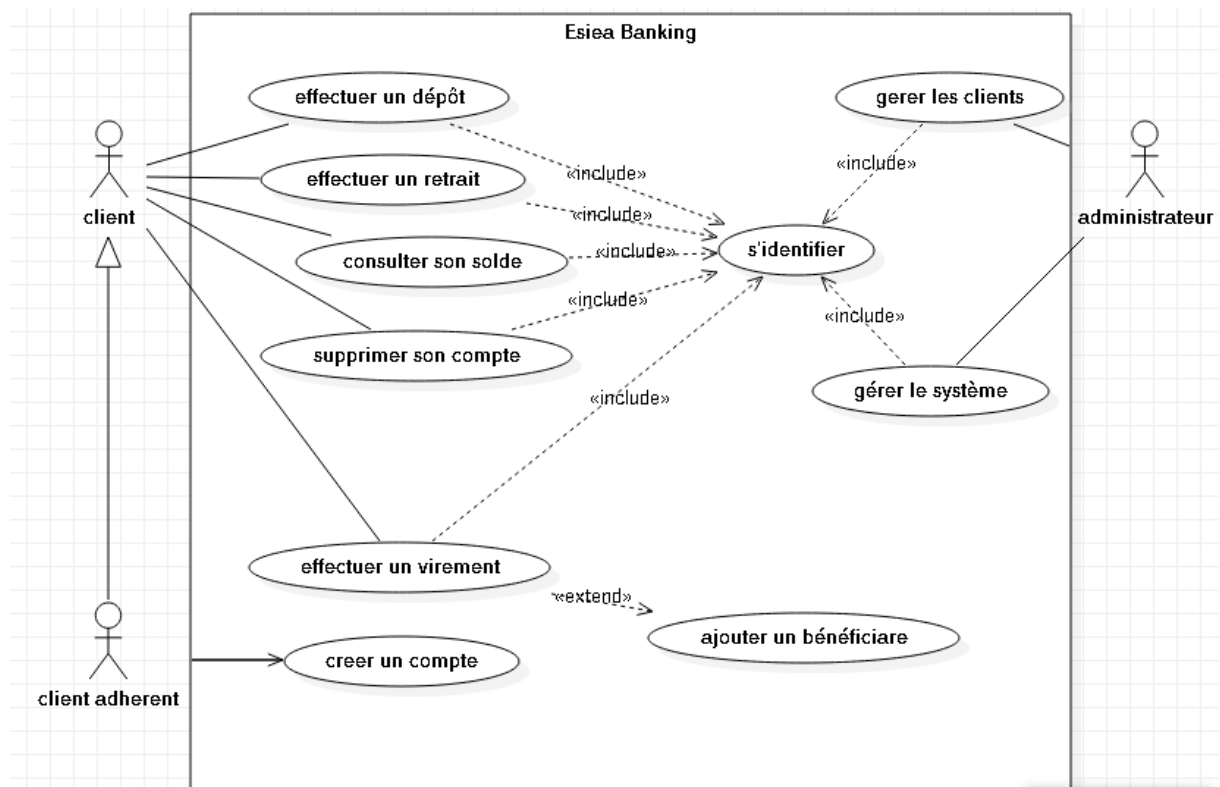 Esiea Banking
effectuer un dépôt
gerer les clients
«include»
«include»
effectuer un retrait
«include»
client
administrateur
s'identifier
«include»
consulter son solde
«include»
«include»
supprimer son compte
gérer le système
«include»
effectuer un virement
«extend»
ajouter un bénéficiare
creer un compte
client adherent